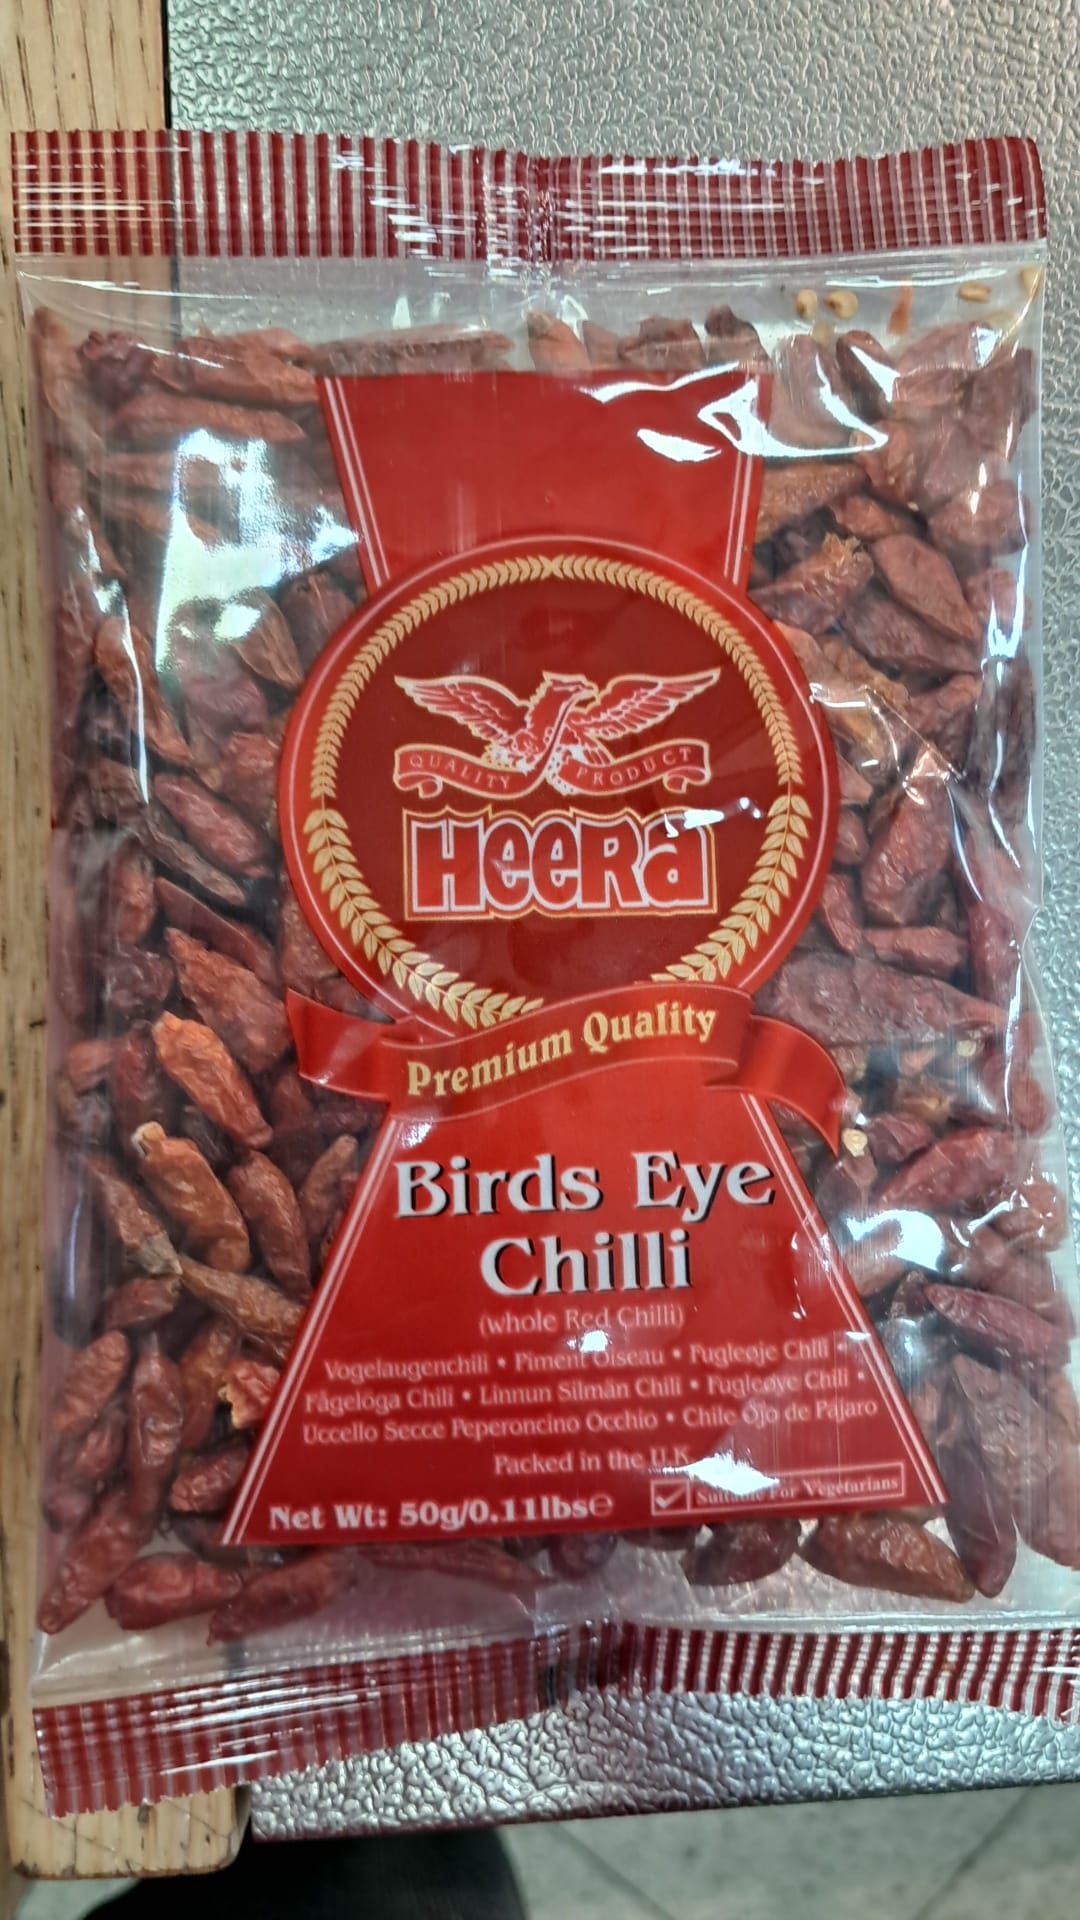 QUALITY PRODUCT
HeeRa
Premium Quality
Birds Eye
Chilli
(whole Red Chilli)
Vogelaugenchili • Piment Oiseau • Fugleøje Chili •
Fågelöga Chili • Linnun Silmän Chili • Fugleøye Chili •
Uccello Secce Peperoncino Occhio • Chile Ojo de Pájaro
Packed in the U.K
Net Wt: 50g/0.11lbs℮
Suitable For Vegetarians